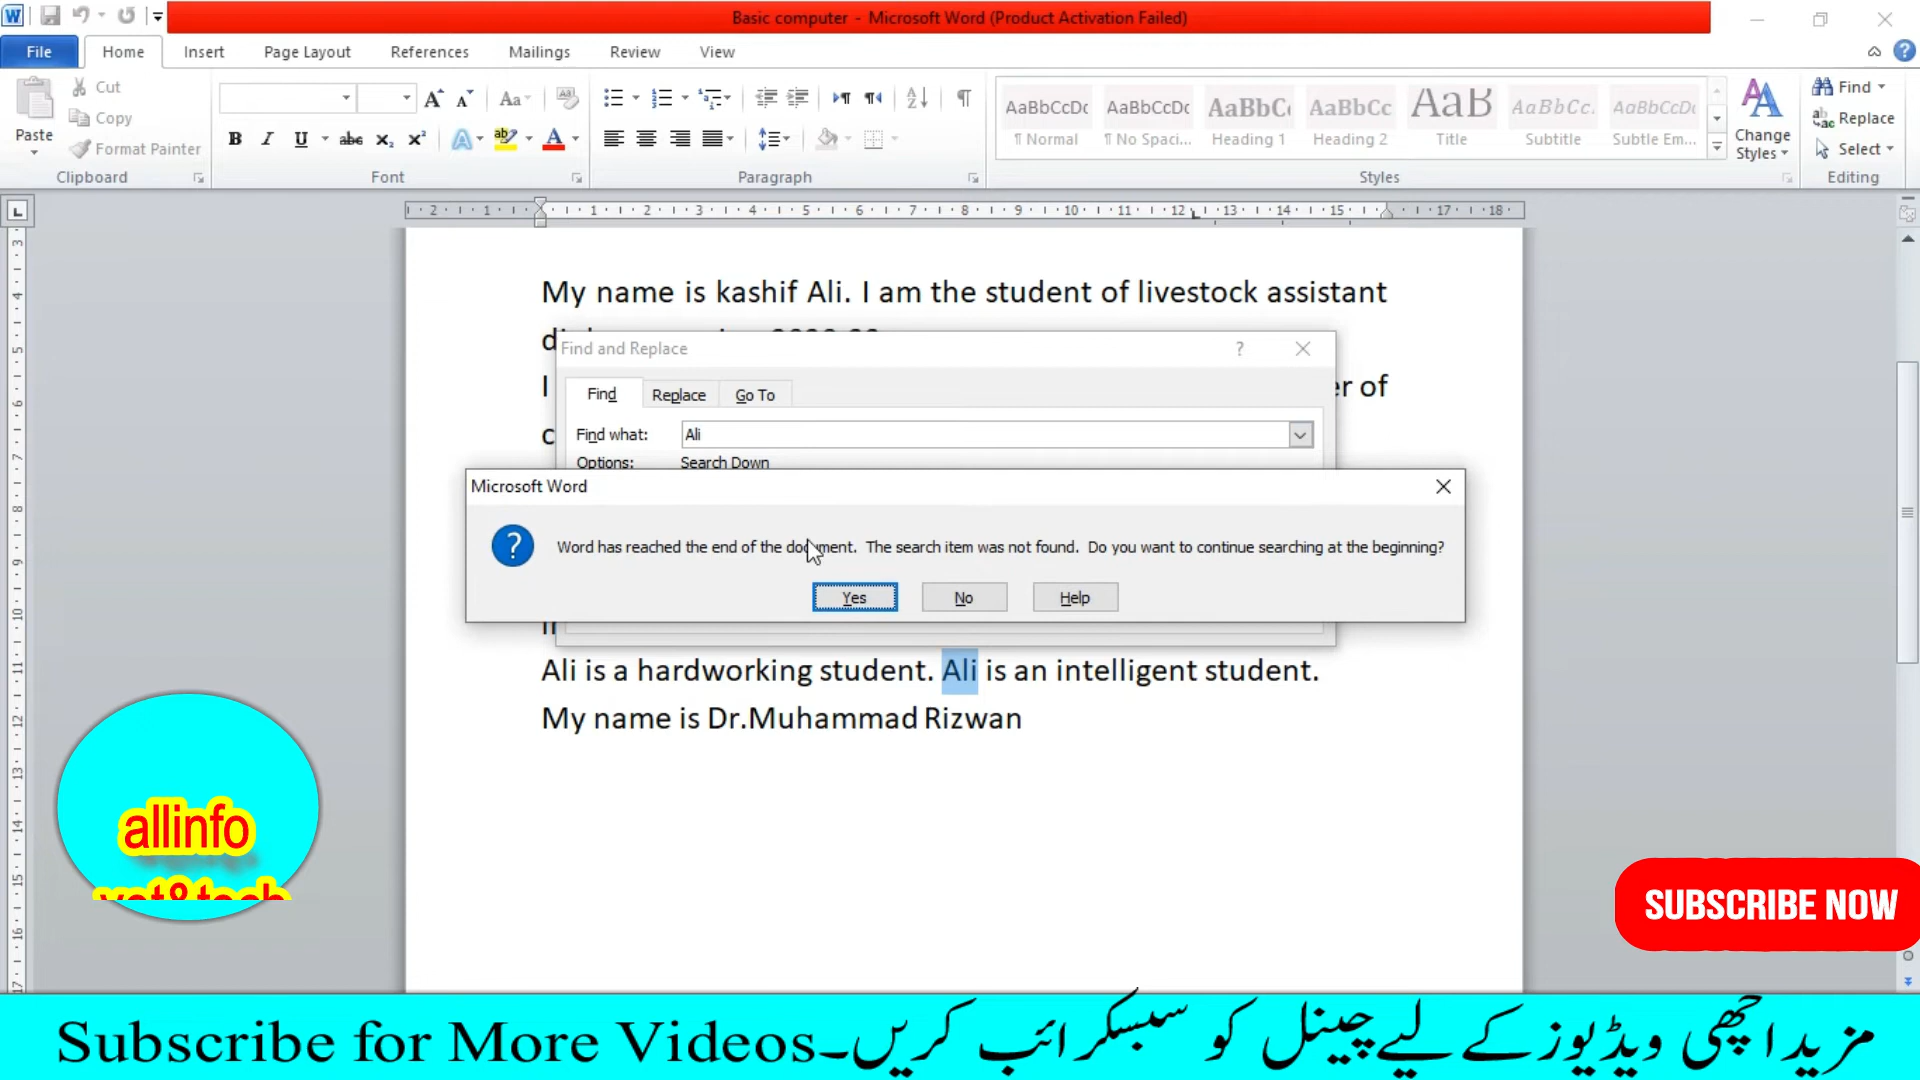 Basic computer - Microsoft Word (Product Activation Failed)
File Home Insert Page Layout References Mailings Review View
Cut
Copy
Format Painter
Paste
Clipboard
Font
Paragraph
AaBbCcDc AaBbCcDc AaBbC( AaBbCc AaB AaBbCc. AaBbCcDc
¶ Normal ¶ No Spaci... Heading 1 Heading 2 Title Subtitle Subtle Em...
Change
Styles
Styles
Find
Replace
Select
Editing
My name is kashif Ali. I am the student of livestock assistant
Find and Replace
Find Replace Go To
Find what: Ali
Options: Search Down
I
er of
Microsoft Word
Word has reached the end of the document. The search item was not found. Do you want to continue searching at the beginning?
Yes No Help
Ali is a hardworking student. Ali is an intelligent student.
My name is Dr.Muhammad Rizwan
allinfo
vet&tech
SUBSCRIBE NOW
Subscribe for More Videos۔مزید اچھی ویڈیوز کے لیے چینل کو سبسکرائب کریں